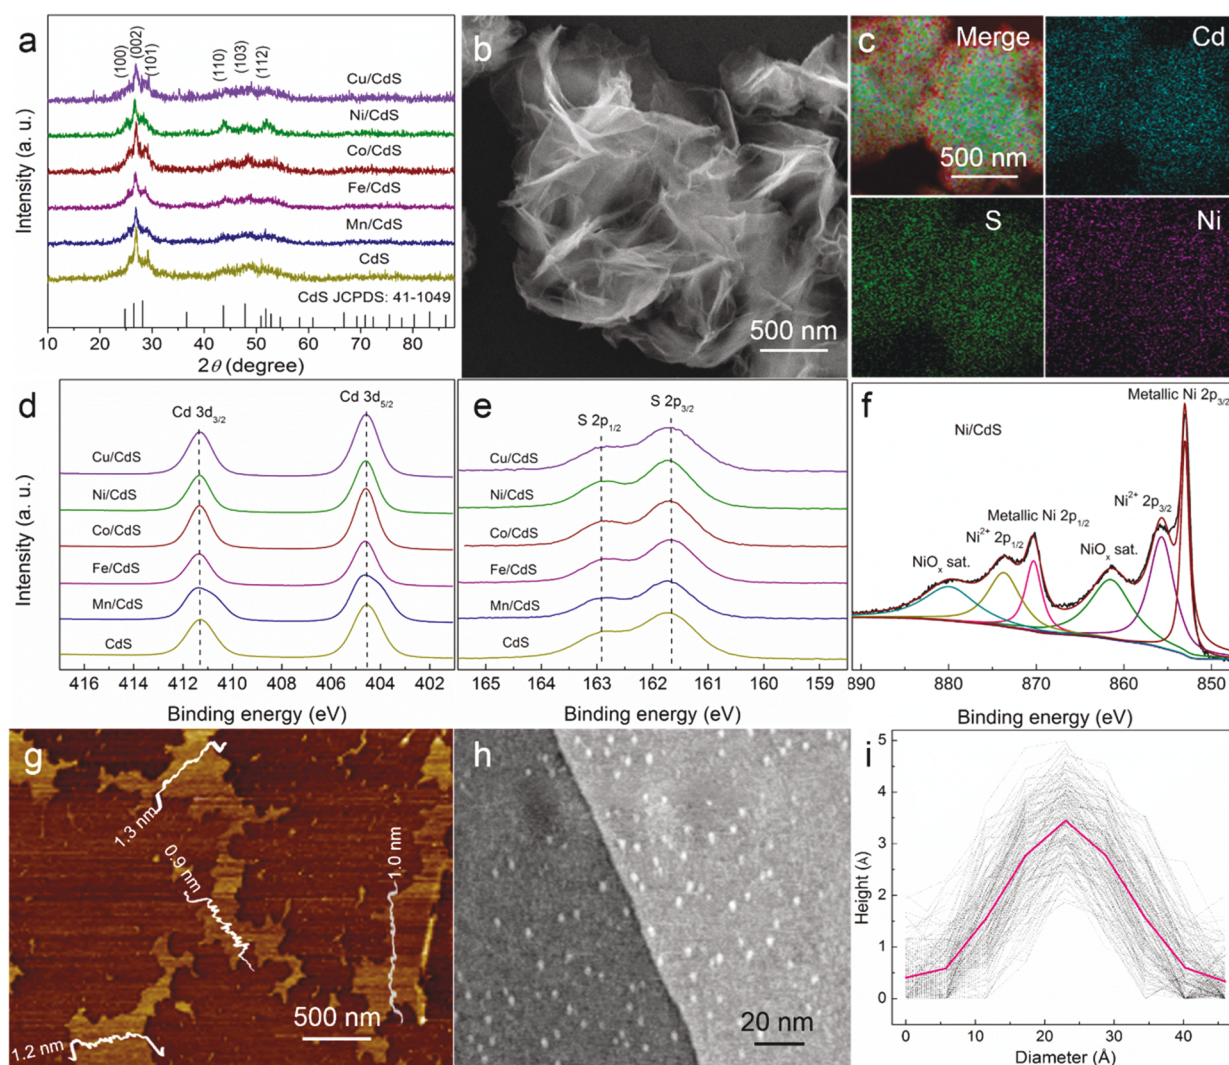 a
(100)
(002)
(101)
(110)
(103)
(112)
Cu/CdS
Ni/CdS
Co/CdS
Fe/CdS
Mn/CdS
CdS
CdS JCPDS: 41-1049
Intensity (a. u.)
10 20 30 40 50 60 70 80
2θ (degree)
b
500 nm
c
Merge
500 nm
Cd
S
Ni
d
Cd 3d3/2
Cd 3d5/2
Cu/CdS
Ni/CdS
Co/CdS
Fe/CdS
Mn/CdS
CdS
Intensity (a. u.)
416 414 412 410 408 406 404 402
Binding energy (eV)
e
S 2p1/2
S 2p3/2
Cu/CdS
Ni/CdS
Co/CdS
Fe/CdS
Mn/CdS
CdS
165 164 163 162 161 160 159
Binding energy (eV)
f
Metallic Ni 2p3/2
Ni/CdS
Ni2+ 2p3/2
Metallic Ni 2p1/2
Ni2+ 2p1/2
NiOx sat.
NiOx sat.
890 880 870 860 850
Binding energy (eV)
g
1.3 nm
0.9 nm
1.0 nm
1.2 nm
500 nm
h
20 nm
i
5
4
3
2
1
0
Height (Å)
0 10 20 30 40
Diameter (Å)